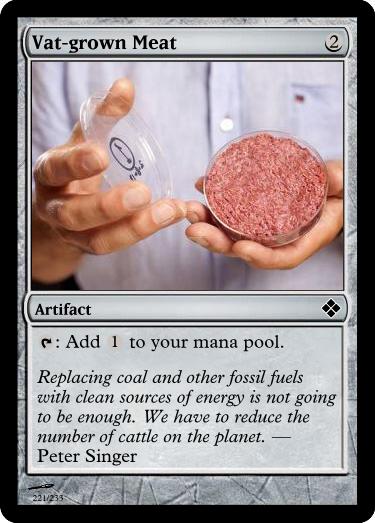 Vat-grown Meat 2
Artifact
: Add 1 to your mana pool.
Replacing coal and other fossil fuels
with clean sources of energy is not going
to be enough. We have to reduce the
number of cattle on the planet. —
Peter Singer
221/233